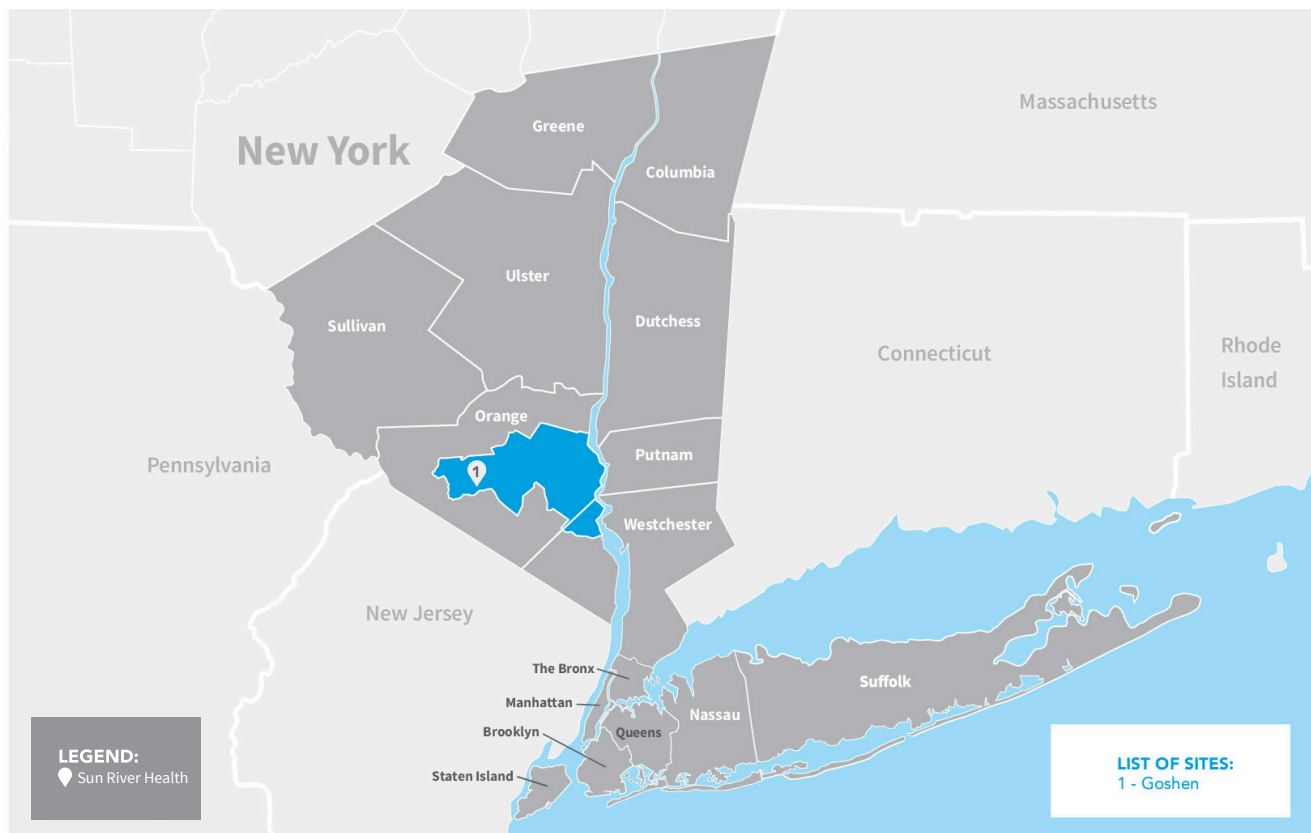 Massachusetts
Greene
New York
Columbia
Ulster
Sullivan
Dutchess
Connecticut
Rhode
Island
Orange
Pennsylvania
Putnam
1
Westchester
New Jersey
The Bronx
Suffolk
Manhattan
Nassau
Brooklyn
Queens
Staten Island
LEGEND:
Sun River Health
LIST OF SITES:
1 - Goshen